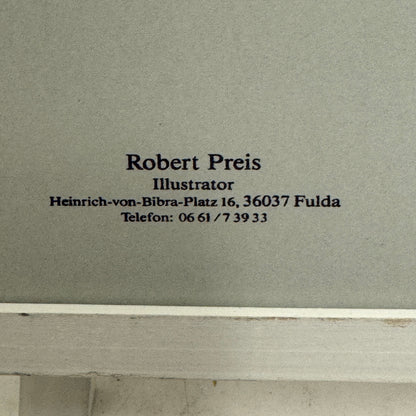 Robert Preis
Illustrator
Heinrich-von-Bibra-Platz 16, 36037 Fulda
Telefon: 06 61 / 7 39 33